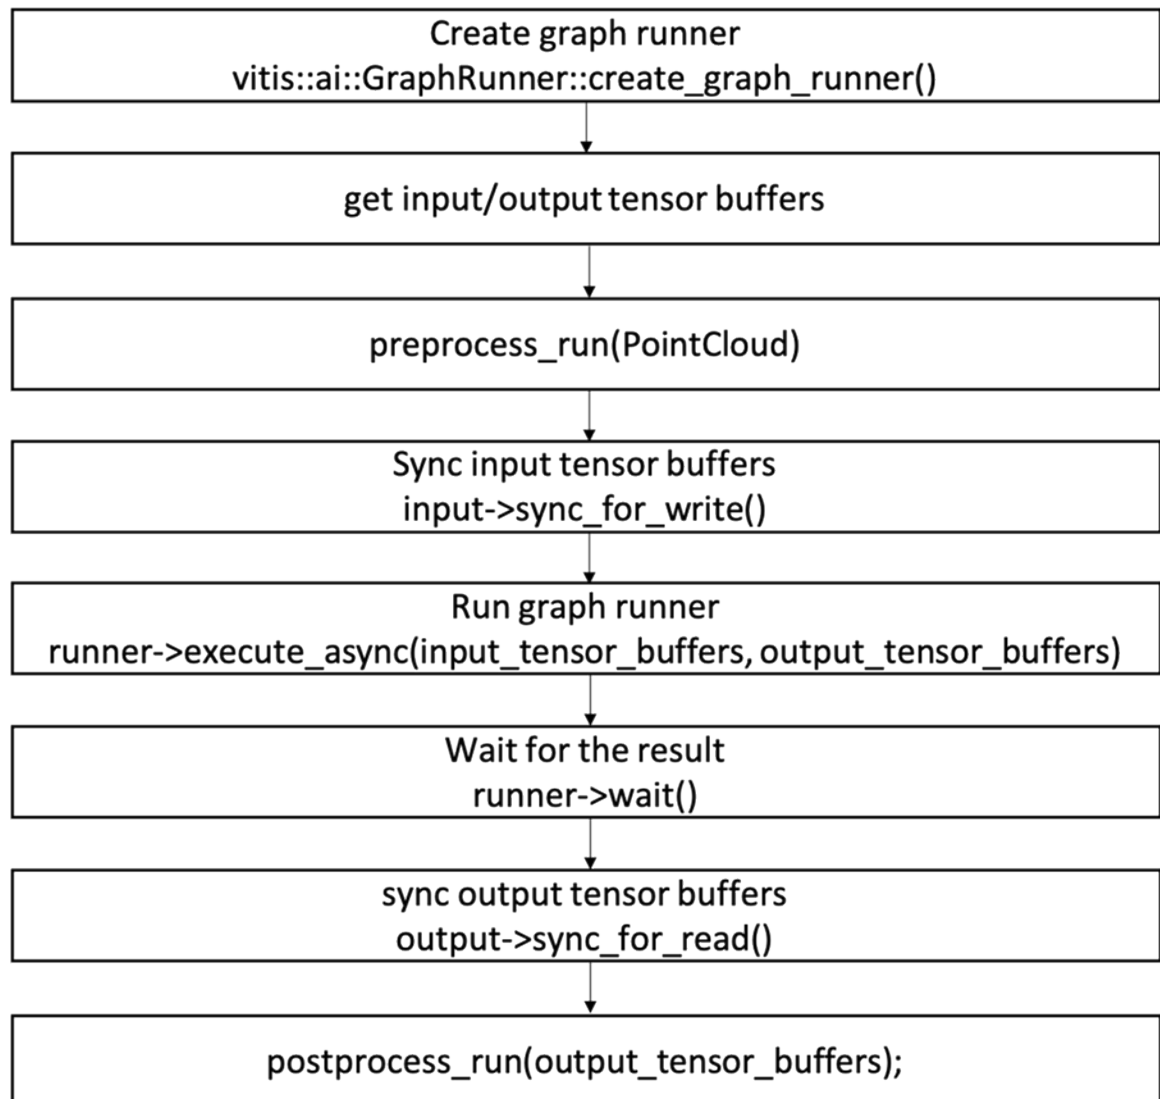 Create graph runner
vitis::ai::GraphRunner::create_graph_runner()
get input/output tensor buffers
preprocess_run(PointCloud)
Sync input tensor buffers
input->sync_for_write()
Run graph runner
runner->execute_async(input_tensor_buffers, output_tensor_buffers)
Wait for the result
runner->wait()
sync output tensor buffers
output->sync_for_read()
postprocess_run(output_tensor_buffers);